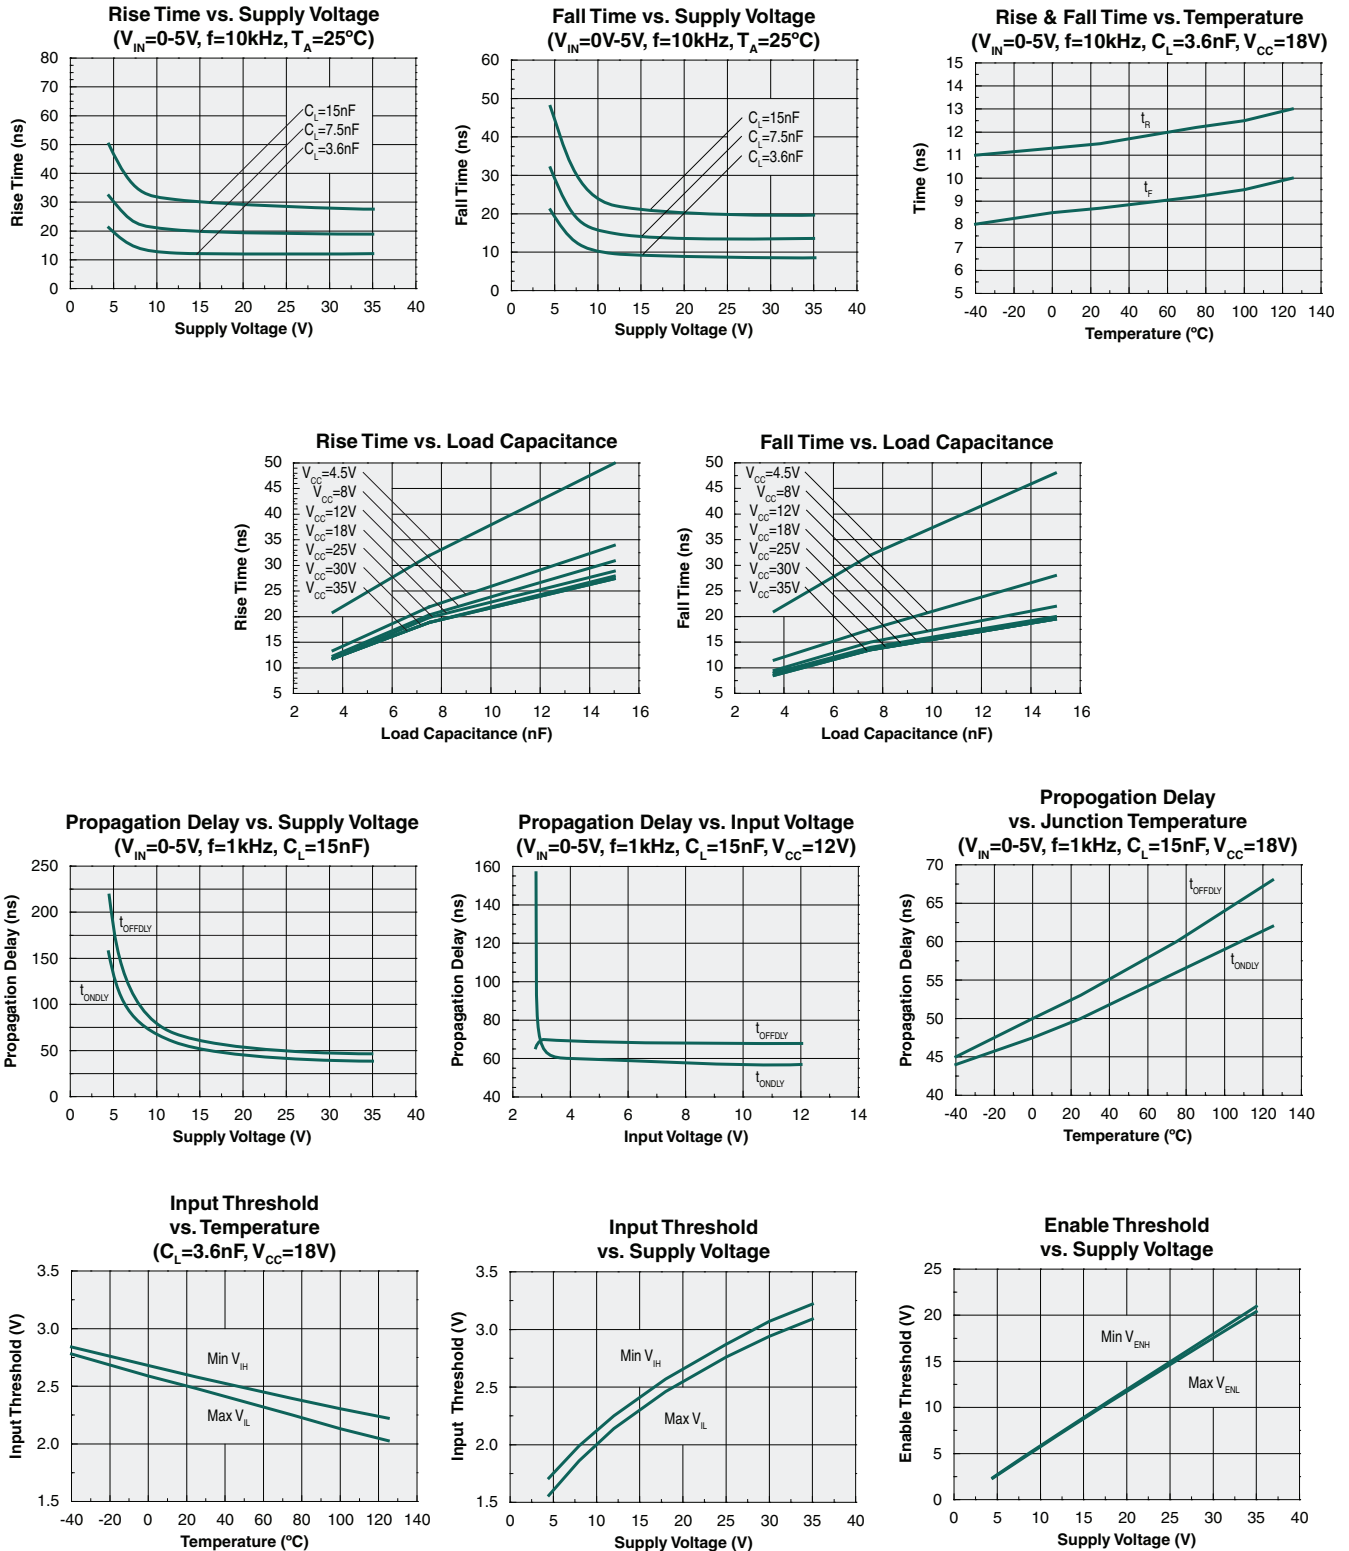 Rise Time vs. Supply Voltage
(VIN=0-5V, f=10kHz, TA=25ºC)
Rise Time (ns)
80
70
60
50
40
30
20
10
0
CL=15nF
CL=7.5nF
CL=3.6nF
0 5 10 15 20 25 30 35 40
Supply Voltage (V)
Fall Time vs. Supply Voltage
(VIN=0V-5V, f=10kHz, TA=25ºC)
Fall Time (ns)
60
50
40
30
20
10
0
CL=15nF
CL=7.5nF
CL=3.6nF
0 5 10 15 20 25 30 35 40
Supply Voltage (V)
Rise & Fall Time vs. Temperature
(VIN=0-5V, f=10kHz, CL=3.6nF, VCC=18V)
Time (ns)
15
14
13
12
11
10
9
8
7
6
5
tR
tF
-40 -20 0 20 40 60 80 100 120 140
Temperature (ºC)
Rise Time vs. Load Capacitance
Rise Time (ns)
50
45
40
35
30
25
20
15
10
5
VCC=4.5V
VCC=8V
VCC=12V
VCC=18V
VCC=25V
VCC=30V
VCC=35V
2 4 6 8 10 12 14 16
Load Capacitance (nF)
Fall Time vs. Load Capacitance
Fall Time (ns)
50
45
40
35
30
25
20
15
10
5
VCC=4.5V
VCC=8V
VCC=12V
VCC=18V
VCC=25V
VCC=30V
VCC=35V
2 4 6 8 10 12 14 16
Load Capacitance (nF)
Propagation Delay vs. Supply Voltage
(VIN=0-5V, f=1kHz, CL=15nF)
Propagation Delay (ns)
250
200
150
100
50
0
tOFFDLY
tONDLY
0 5 10 15 20 25 30 35 40
Supply Voltage (V)
Propagation Delay vs. Input Voltage
(VIN=0-5V, f=1kHz, CL=15nF, VCC=12V)
Propagation Delay (ns)
160
140
120
100
80
60
40
tOFFDLY
tONDLY
2 4 6 8 10 12 14
Input Voltage (V)
Propogation Delay
vs. Junction Temperature
(VIN=0-5V, f=1kHz, CL=15nF, VCC=18V)
Propagation Delay (ns)
70
65
60
55
50
45
40
tOFFDLY
tONDLY
-40 -20 0 20 40 60 80 100 120 140
Temperature (ºC)
Input Threshold
vs. Temperature
(CL=3.6nF, VCC=18V)
Input Threshold (V)
3.5
3.0
2.5
2.0
1.5
Min VIH
Max VIL
-40 -20 0 20 40 60 80 100 120 140
Temperature (ºC)
Input Threshold
vs. Supply Voltage
Input Threshold (V)
3.5
3.0
2.5
2.0
1.5
Min VIH
Max VIL
0 5 10 15 20 25 30 35 40
Supply Voltage (V)
Enable Threshold
vs. Supply Voltage
Enable Threshold (V)
25
20
15
10
5
0
Min VENH
Max VENL
0 5 10 15 20 25 30 35 40
Supply Voltage (V)